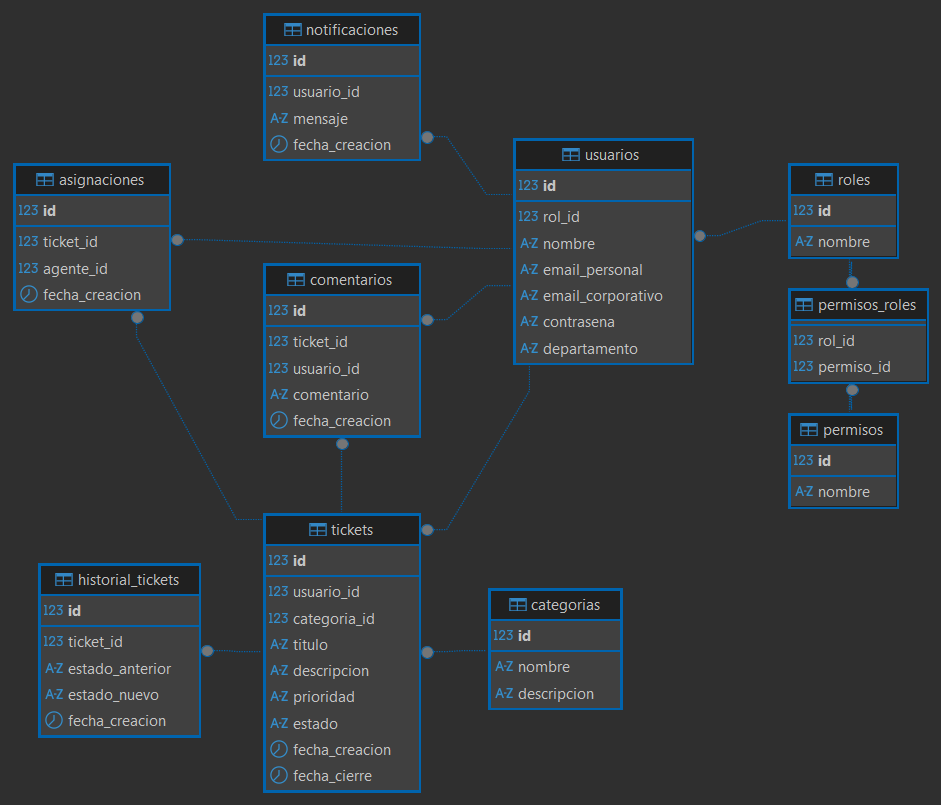 notificaciones
123 id
123 usuario_id
A-Z mensaje
fecha_creacion
asignaciones
123 id
123 ticket_id
123 agente_id
fecha_creacion
comentarios
123 id
123 ticket_id
123 usuario_id
A-Z comentario
fecha_creacion
usuarios
123 id
123 rol_id
A-Z nombre
A-Z email_personal
A-Z email_corporativo
A-Z contrasena
A-Z departamento
roles
123 id
A-Z nombre
permisos_roles
123 rol_id
123 permiso_id
permisos
123 id
A-Z nombre
historial_tickets
123 id
123 ticket_id
A-Z estado_anterior
A-Z estado_nuevo
fecha_creacion
tickets
123 id
123 usuario_id
123 categoria_id
A-Z titulo
A-Z descripcion
A-Z prioridad
A-Z estado
fecha_creacion
fecha_cierre
categorias
123 id
A-Z nombre
A-Z descripcion